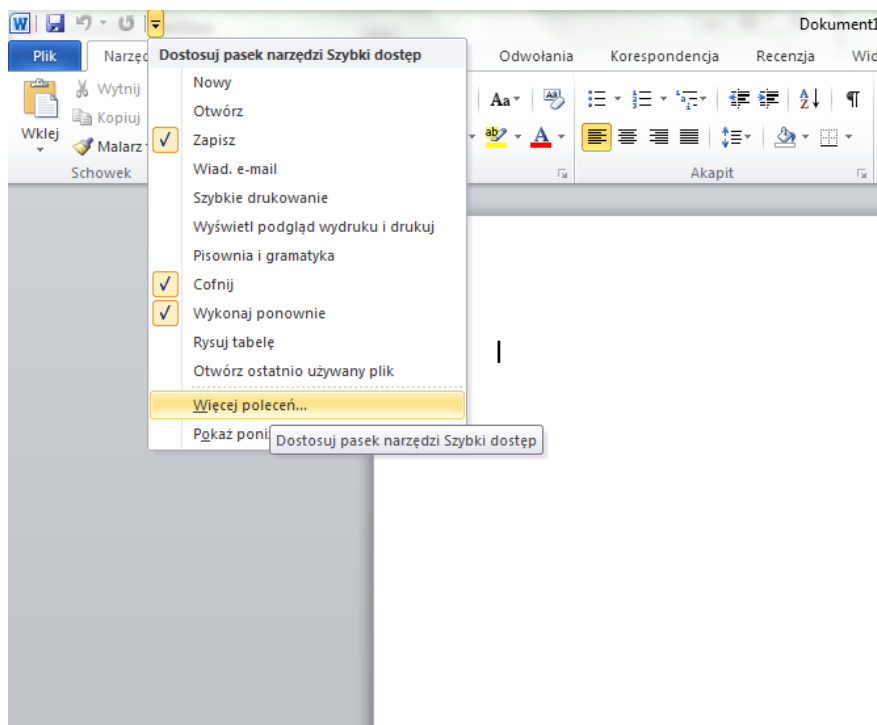 W
Dokument1
Plik
Narzęd
Odwołania
Korespondencja
Recenzja
Wid
Wytnij
Kopiuj
Malarz
Wklej
Schowek
Aa
Akapit
Dostosuj pasek narzędzi Szybki dostęp
Nowy
Otwórz
Zapisz
Wiad. e-mail
Szybkie drukowanie
Wyświetl podgląd wydruku i drukuj
Pisownia i gramatyka
Cofnij
Wykonaj ponownie
Rysuj tabelę
Otwórz ostatnio używany plik
Więcej poleceń...
Pokaż poni
Dostosuj pasek narzędzi Szybki dostęp